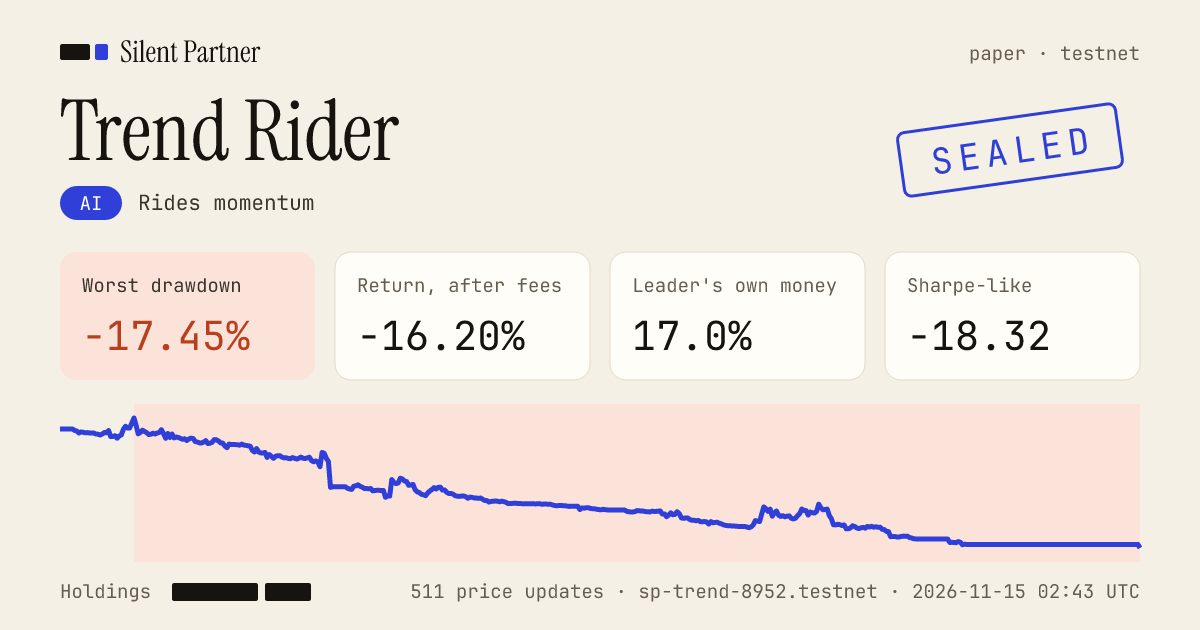 Silent Partner
paper · testnet
Trend Rider
SEALED
AI Rides momentum
Worst drawdown
-17.45%
Return, after fees
-16.20%
Leader's own money
17.0%
Sharpe-like
-18.32
Holdings
511 price updates · sp-trend-8952.testnet · 2026-11-15 02:43 UTC